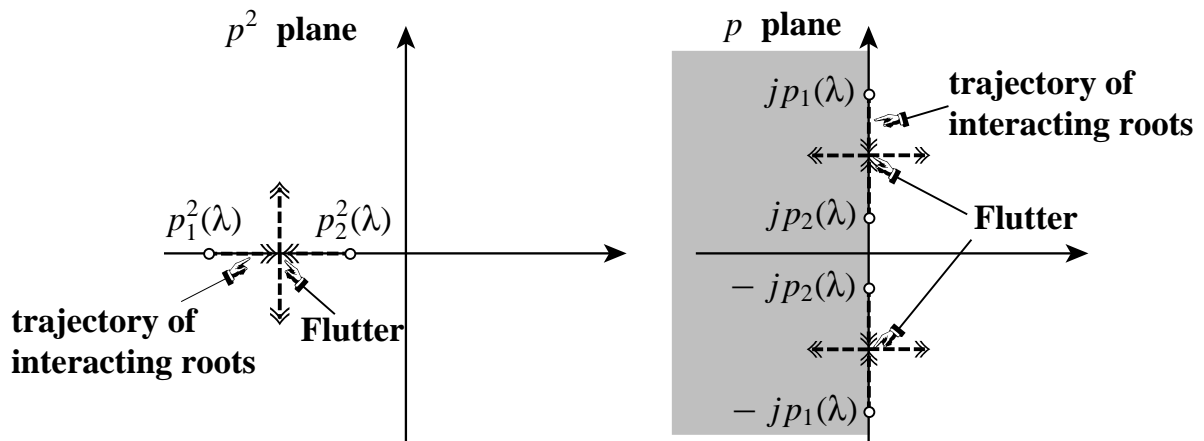 p² plane
p₁²(λ)
p₂²(λ)
trajectory of
interacting roots
Flutter
p plane
jp₁(λ)
trajectory of
interacting roots
jp₂(λ)
Flutter
− jp₂(λ)
− jp₁(λ)